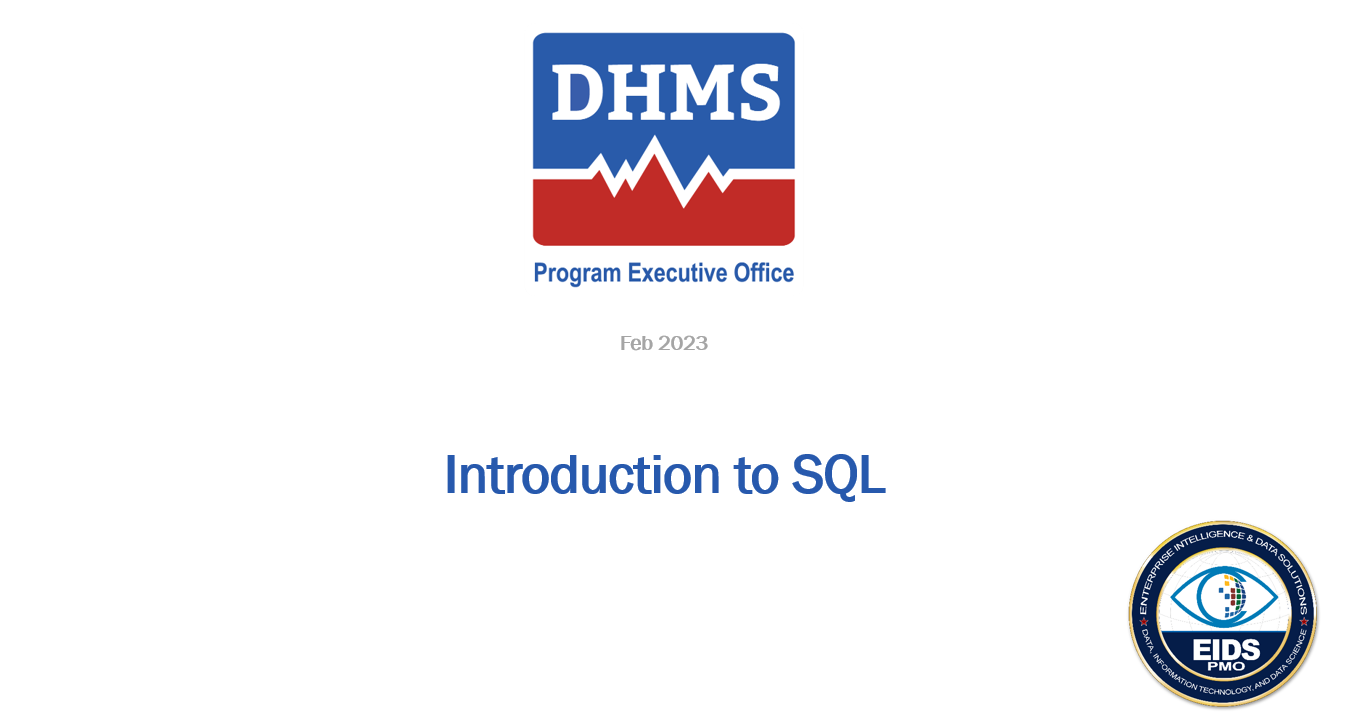 DHMS
Program Executive Office
Feb 2023
Introduction to SQL
ENTERPRISE INTELLIGENCE & DATA SOLUTIONS
EIDS
PMO
DATA, INFORMATION TECHNOLOGY, AND DATA SCIENCE